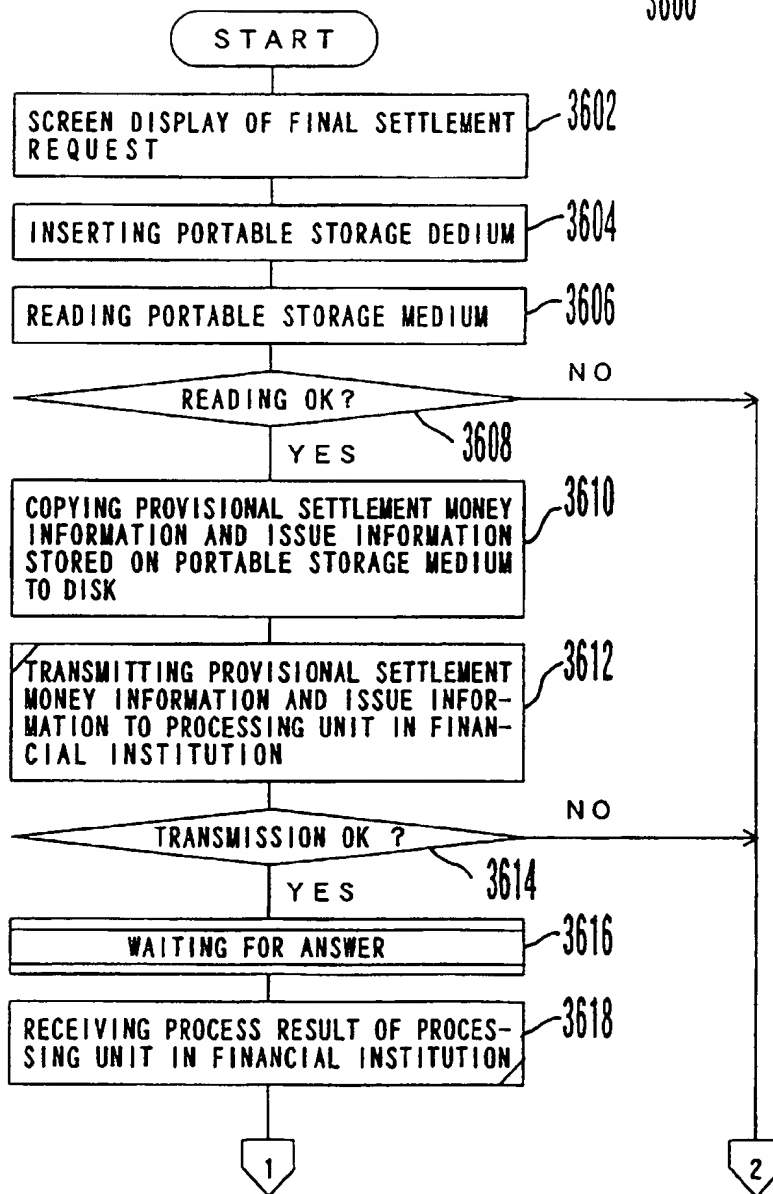 3600
START
SCREEN DISPLAY OF FINAL SETTLEMENT
REQUEST
3602
INSERTING PORTABLE STORAGE DEDIUM
3604
READING PORTABLE STORAGE MEDIUM
3606
READING OK?
NO
3608
YES
COPYING PROVISIONAL SETTLEMENT MONEY
INFORMATION AND ISSUE INFORMATION
STORED ON PORTABLE STORAGE MEDIUM
TO DISK
3610
TRANSMITTING PROVISIONAL SETTLEMENT
MONEY INFORMATION AND ISSUE INFOR-
MATION TO PROCESSING UNIT IN FINAN-
CIAL INSTITUTION
3612
TRANSMISSION OK ?
NO
3614
YES
WAITING FOR ANSWER
3616
RECEIVING PROCESS RESULT OF PROCES-
SING UNIT IN FINANCIAL INSTITUTION
3618
1
2